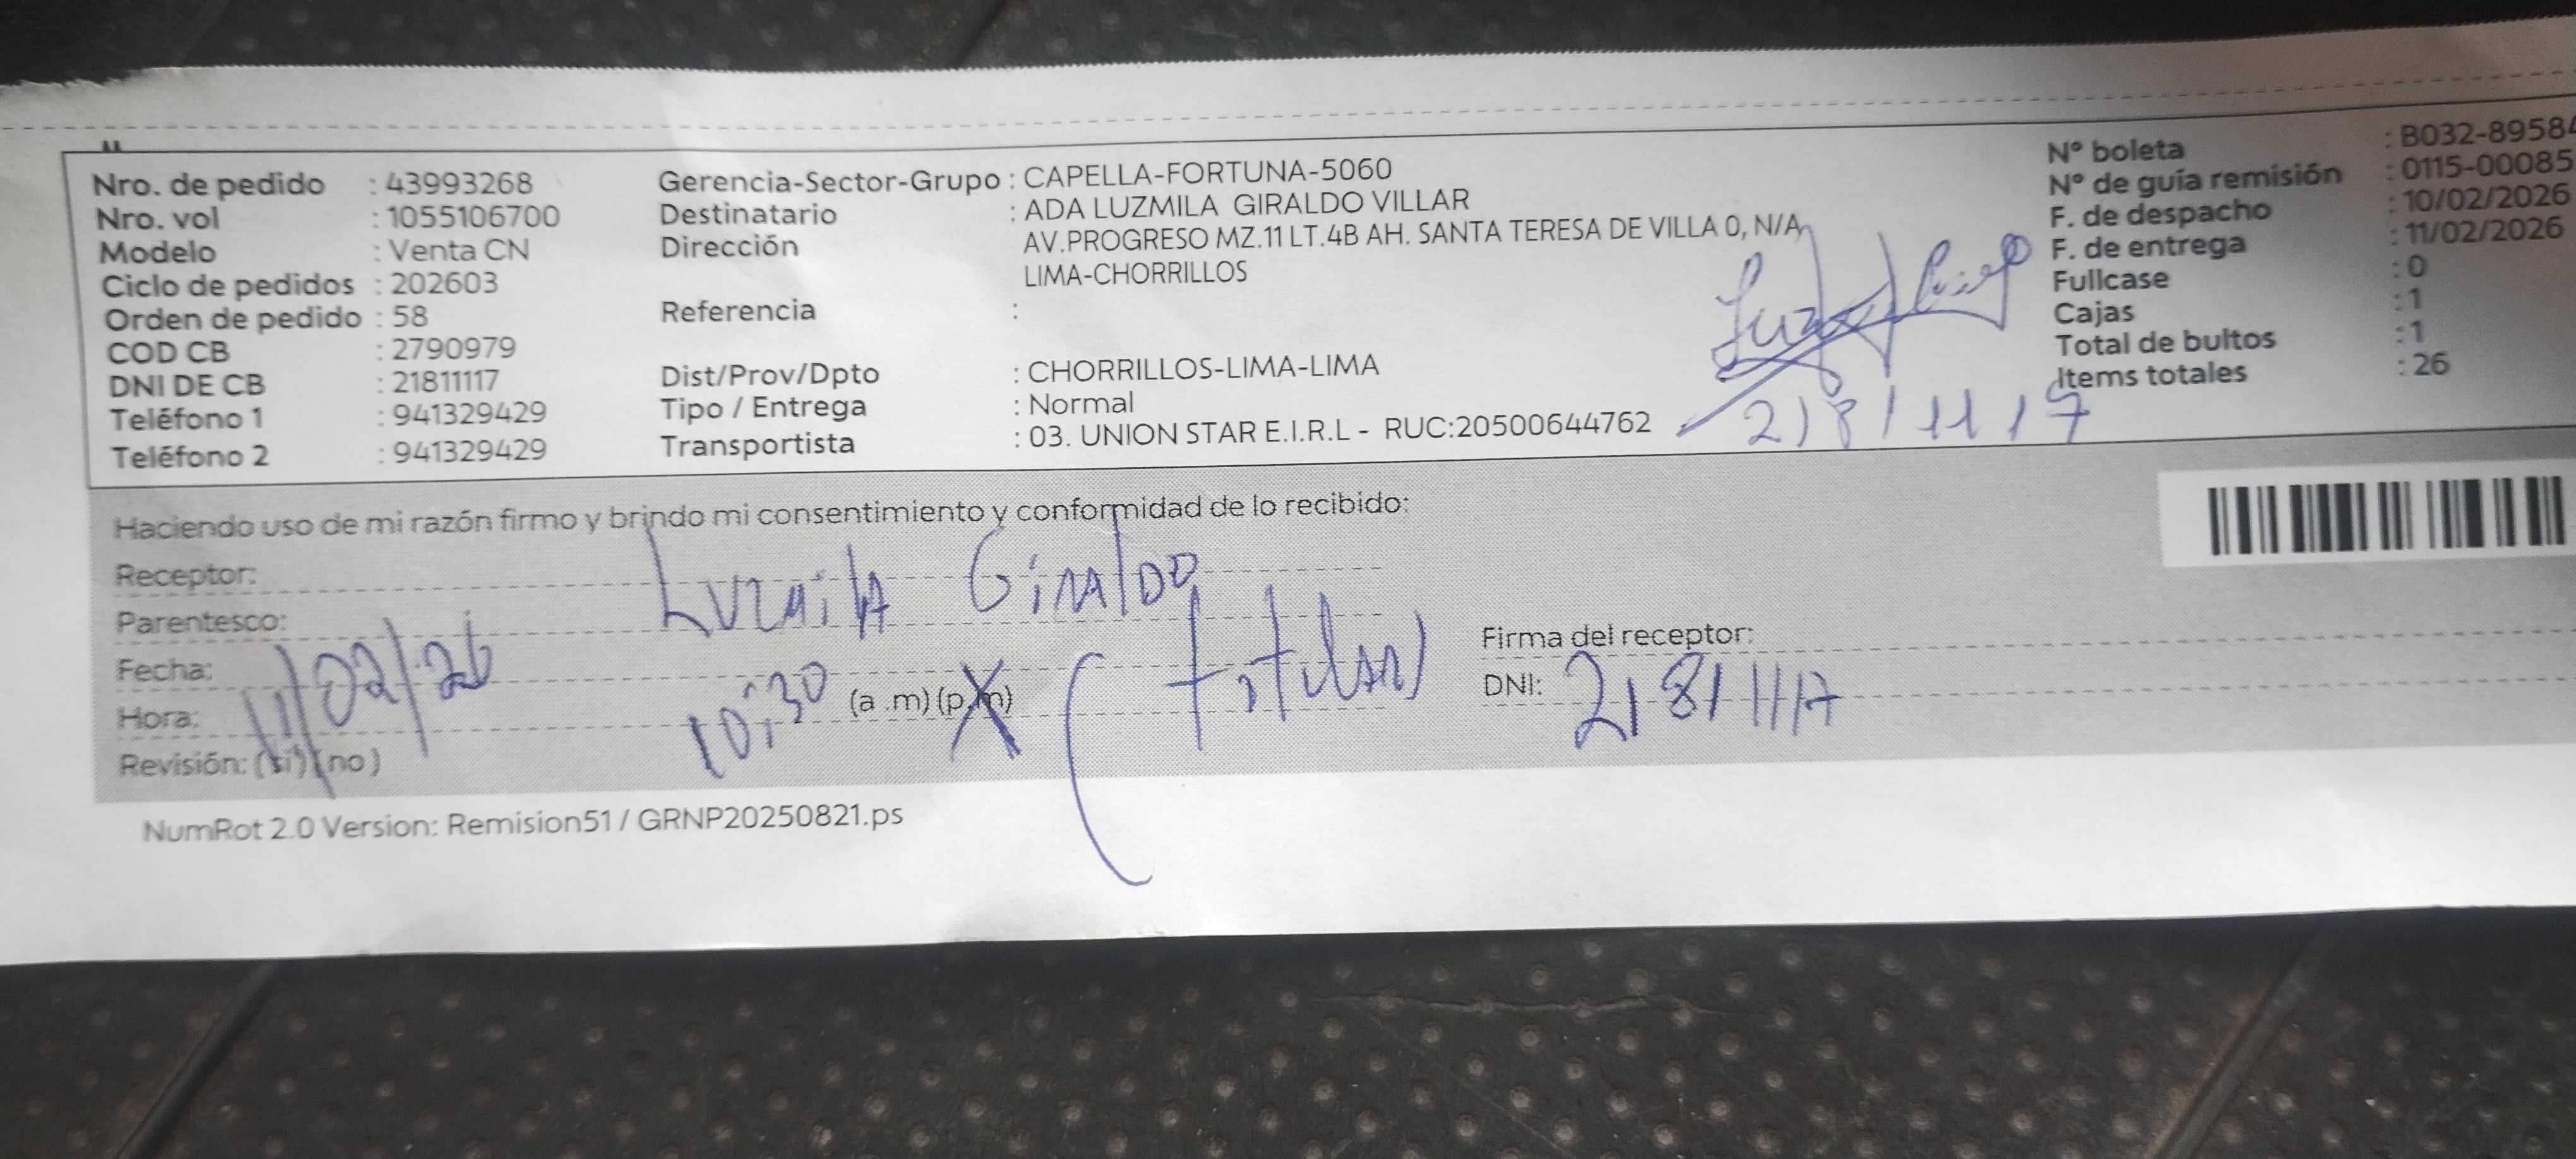 Nro. de pedido : 43993268
Nro. vol : 1055106700
Modelo : Venta CN
Ciclo de pedidos : 202603
Orden de pedido : 58
COD CB : 2790979
DNI DE CB : 21811117
Teléfono 1 : 941329429
Teléfono 2 : 941329429
Gerencia-Sector-Grupo : CAPELLA-FORTUNA-5060
Destinatario : ADA LUZMILA GIRALDO VILLAR
Dirección AV.PROGRESO MZ.11 LT.4B AH. SANTA TERESA DE VILLA 0, N/A,
LIMA-CHORRILLOS
Referencia :
Dist/Prov/Dpto : CHORRILLOS-LIMA-LIMA
Tipo / Entrega : Normal
Transportista : 03. UNION STAR E.I.R.L - RUC:20500644762
N° boleta : B032-89584
N° de guía remisión : 0115-00085
F. de despacho : 10/02/2026
F. de entrega : 11/02/2026
Fullcase : 0
Cajas : 1
Total de bultos : 1
Items totales : 26
21811117
Haciendo uso de mi razón firmo y brindo mi consentimiento y conformidad de lo recibido:
Receptor: Luzmila Giraldo
Parentesco: (titular)
Fecha: 11/02/26
Hora: 10:30 (a .m) (p.m)
Revisión: (si) (no)
Firma del receptor:
DNI: 21811117
NumRot 2.0 Version: Remision51 / GRNP20250821.ps